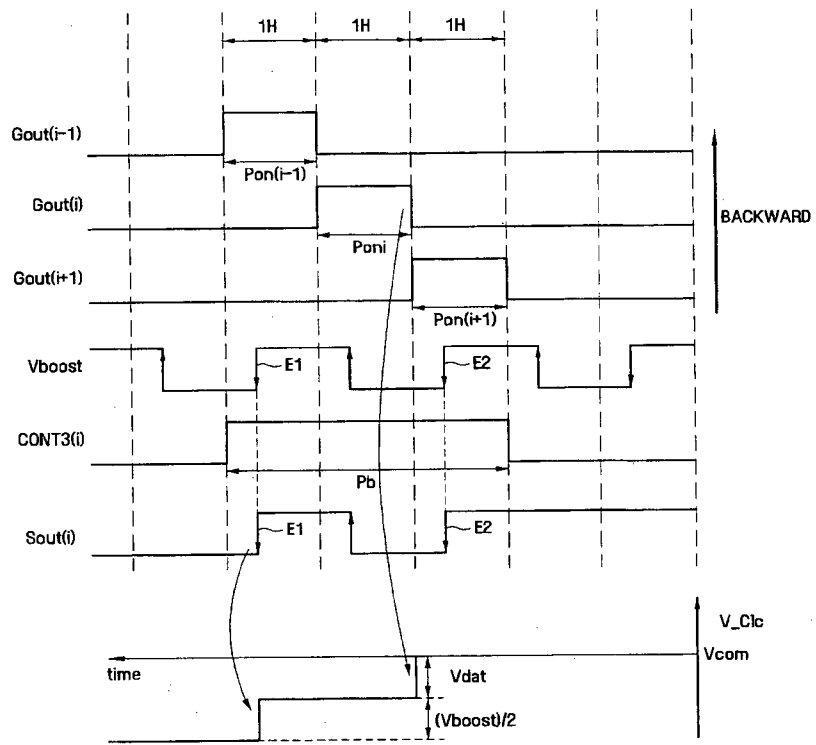 1H 1H 1H
Gout(i-1)
Pon(i-1)
Gout(i)
Poni
BACKWARD
Gout(i+1)
Pon(i+1)
Vboost
E1 E2
CONT3(i)
Pb
Sout(i)
E1 E2
V_Clc
Vcom
time
Vdat
(Vboost)/2